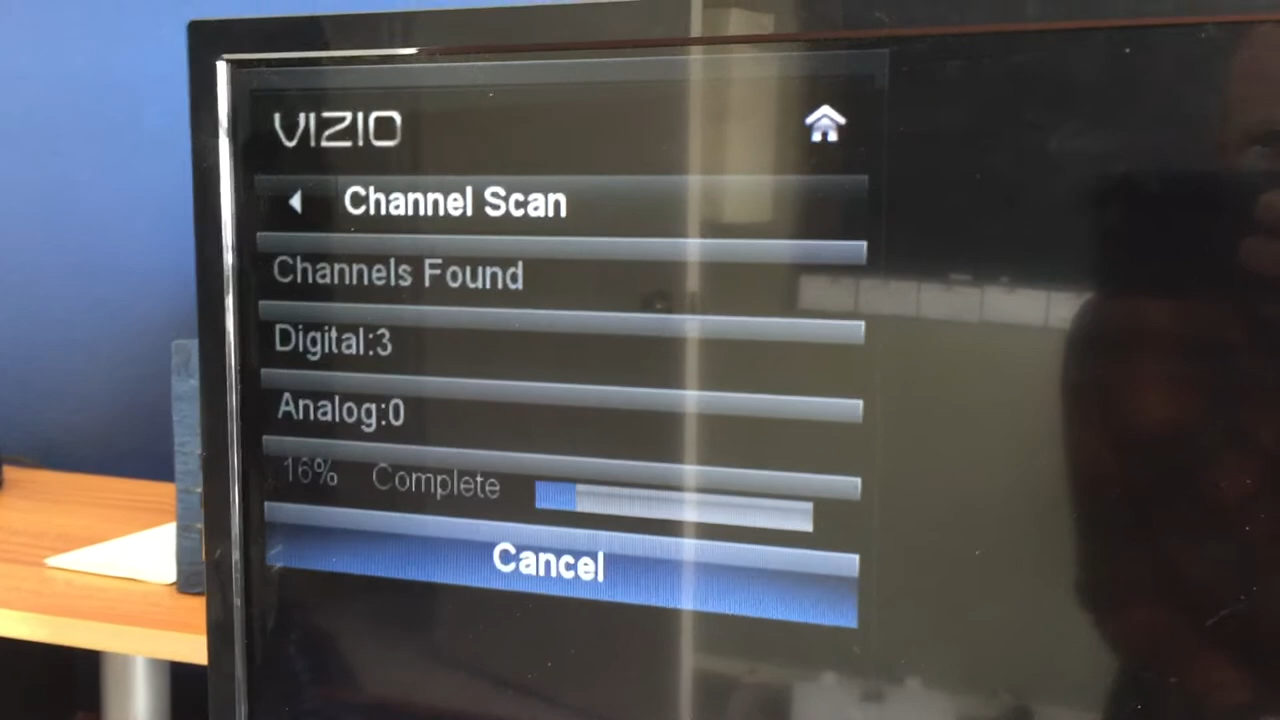 VIZIO
Channel Scan
Channels Found
Digital:3
Analog:0
16% Complete
Cancel